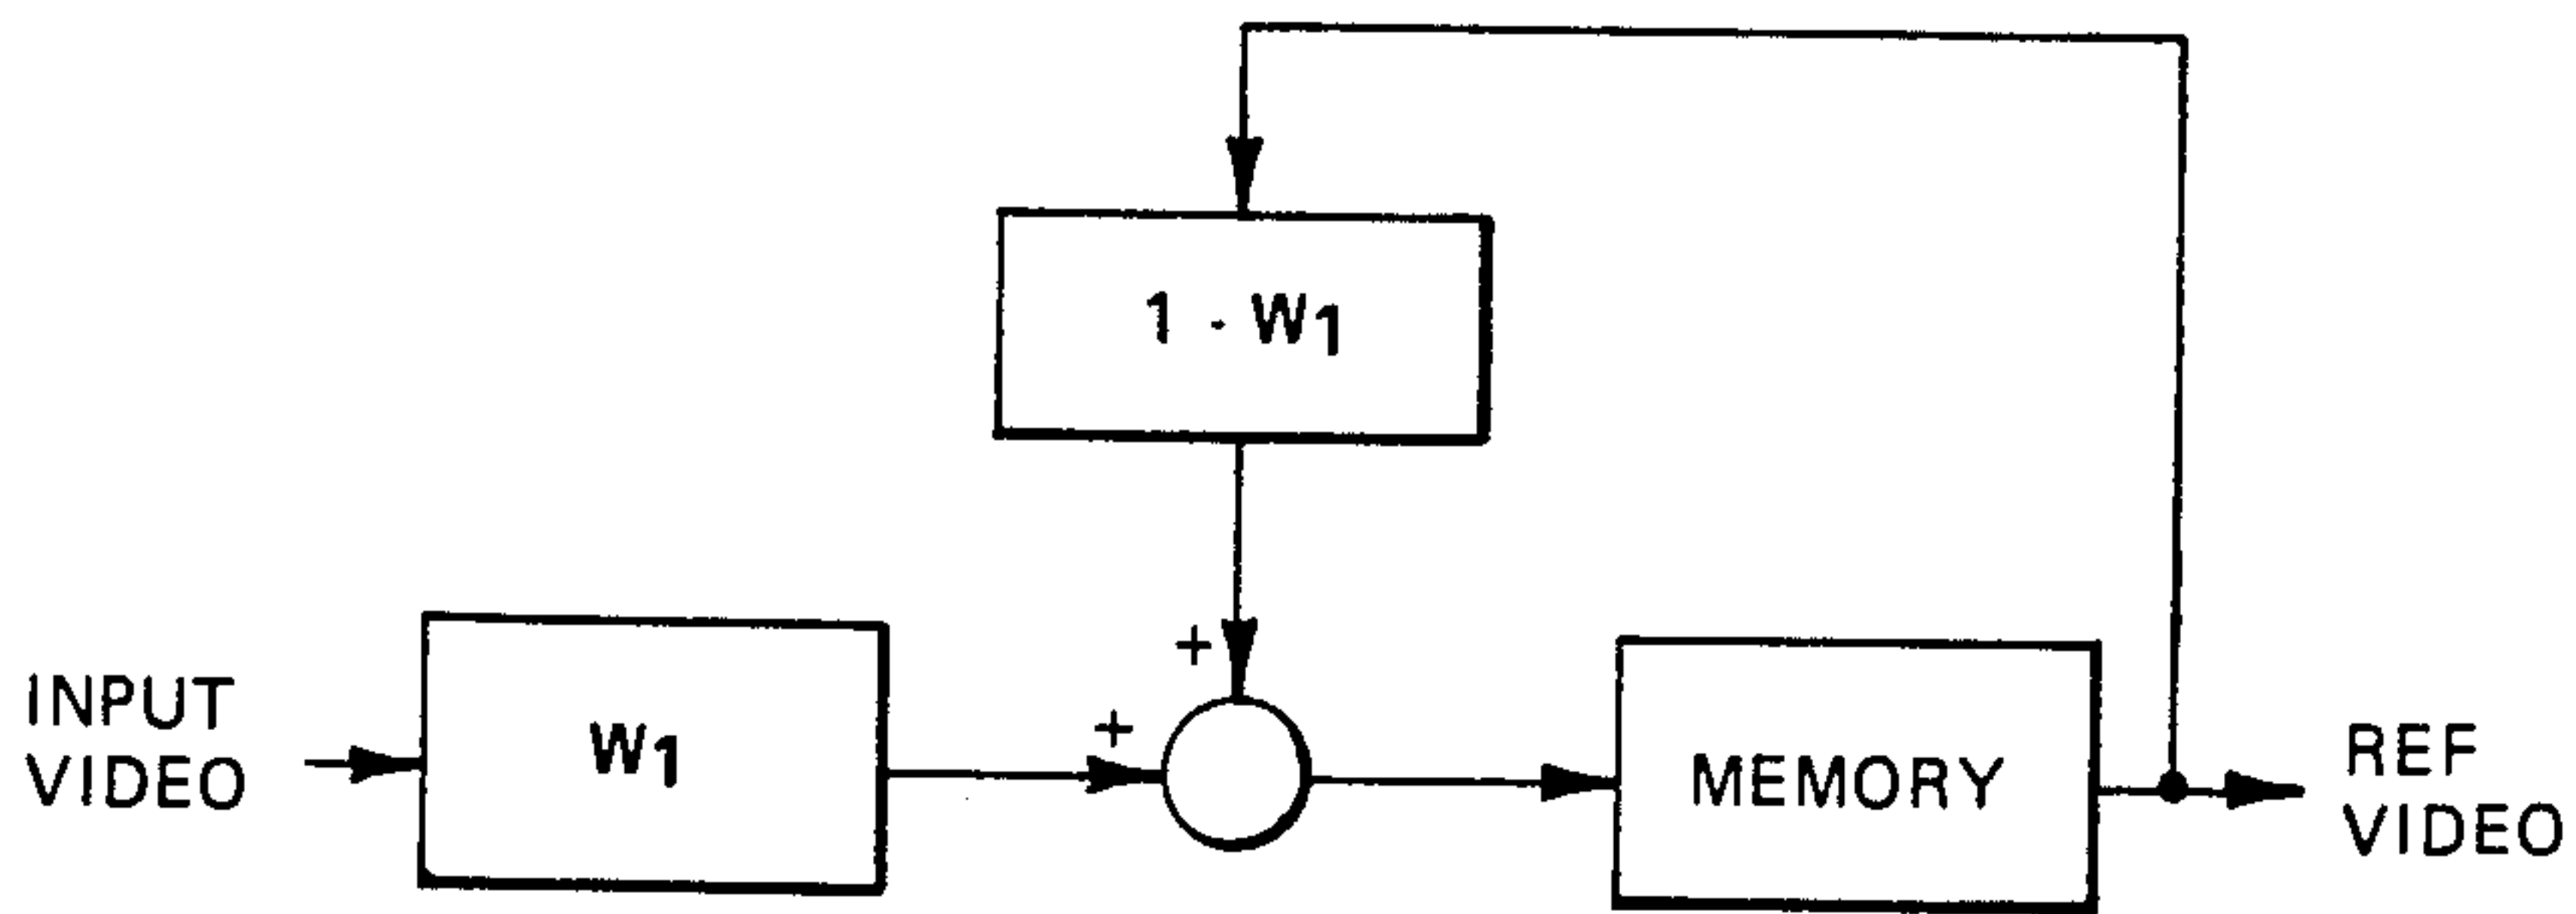 1 - W1
+
+
INPUT
VIDEO
W1
MEMORY
REF
VIDEO